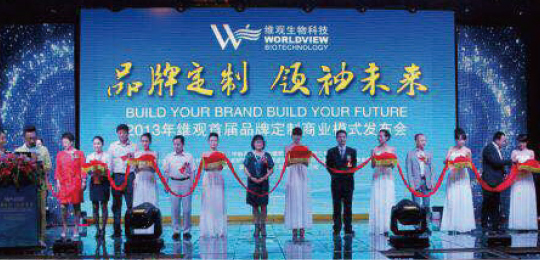 维观生物科技
WORLDVIEW
BIOTECHNOLOGY
品牌定制 领袖未来
BUILD YOUR BRAND BUILD YOUR FUTURE
2013年维观首届品牌定制商业模式发布会